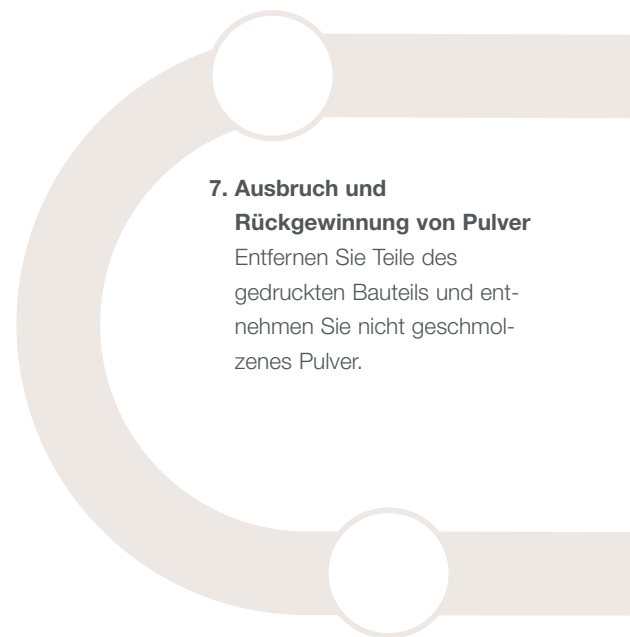 7. Ausbruch und
Rückgewinnung von Pulver
Entfernen Sie Teile des
gedruckten Bauteils und ent-
nehmen Sie nicht geschmol-
zenes Pulver.